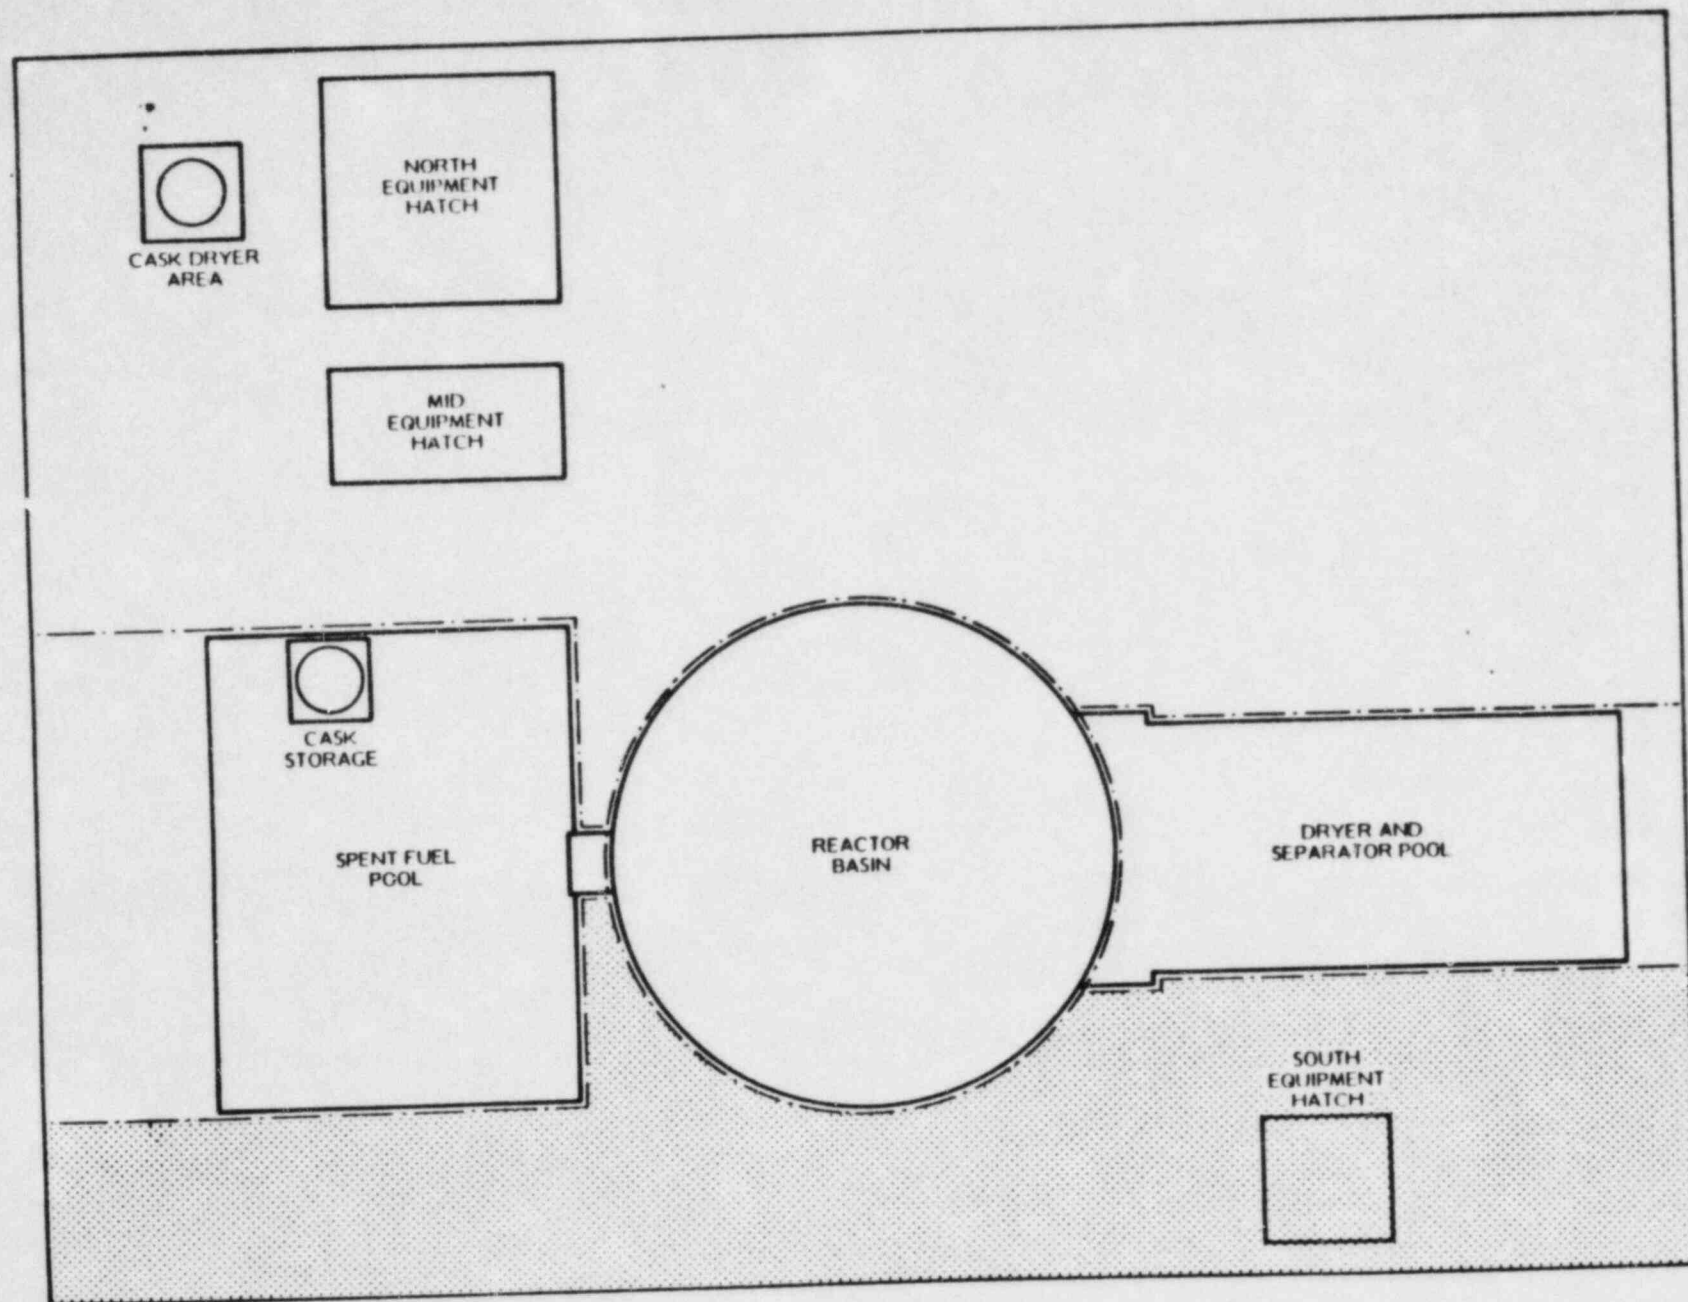 NORTH
EQUIPMENT
HATCH
CASK DRYER
AREA
MID
EQUIPMENT
HATCH
CASK
STORAGE
SPENT FUEL
POOL
REACTOR
BASIN
DRYER AND
SEPARATOR POOL
SOUTH
EQUIPMENT
HATCH